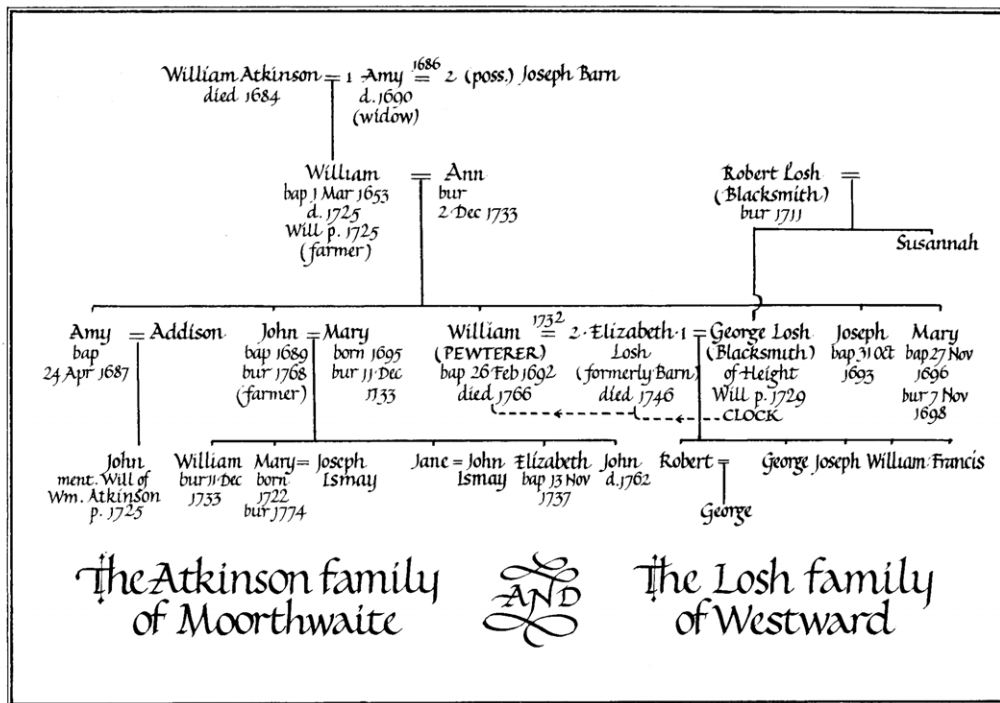 William Atkinson = 1 Amy 1686 = 2 (poss.) Joseph Barn
died 1684
d. 1690
(widow)
William = Ann
bap 1 Mar 1653
d. 1725
Will p. 1725
(farmer)
bur
2 Dec 1733
Robert Losh =
(Blacksmith)
bur 1711
Susannah
Amy = Addison
bap
24 Apr 1687
John = Mary
bap 1689
bur 1768
(farmer)
born 1695
bur 11 Dec
1733
William 1732 = 2 Elizabeth 1 = George Losh
(PEWTERER)
bap 26 Feb 1692
died 1766
Losh
(formerly Barn)
died 1746
(Blacksmith)
of Height
Will p. 1729
CLOCK
Joseph
bap 31 Oct
1693
Mary
bap 27 Nov
1696
bur 7 Nov
1698
John
ment. Will of
Wm. Atkinson
p. 1725
William
bur 11 Dec
1733
Mary = Joseph
Ismay
born
1722
bur 1774
Jane = John
Ismay
Elizabeth
bap 13 Nov
1737
John
d. 1762
Robert =
George
George Joseph William Francis
The Atkinson family
of Moorthwaite
AND
The Losh family
of Westward